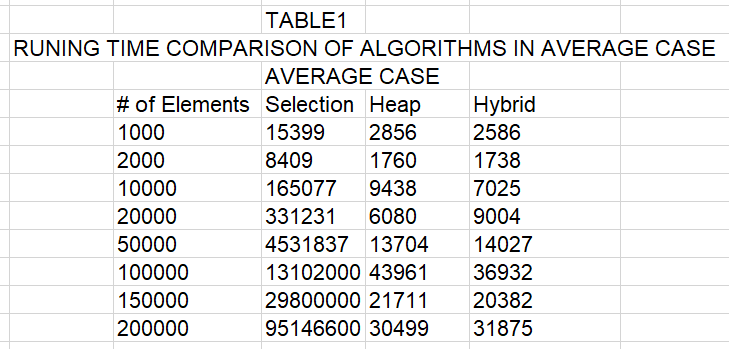 TABLE1
RUNING TIME COMPARISON OF ALGORITHMS IN AVERAGE CASE
AVERAGE CASE
# of Elements Selection Heap Hybrid
1000 15399 2856 2586
2000 8409 1760 1738
10000 165077 9438 7025
20000 331231 6080 9004
50000 4531837 13704 14027
100000 13102000 43961 36932
150000 29800000 21711 20382
200000 95146600 30499 31875